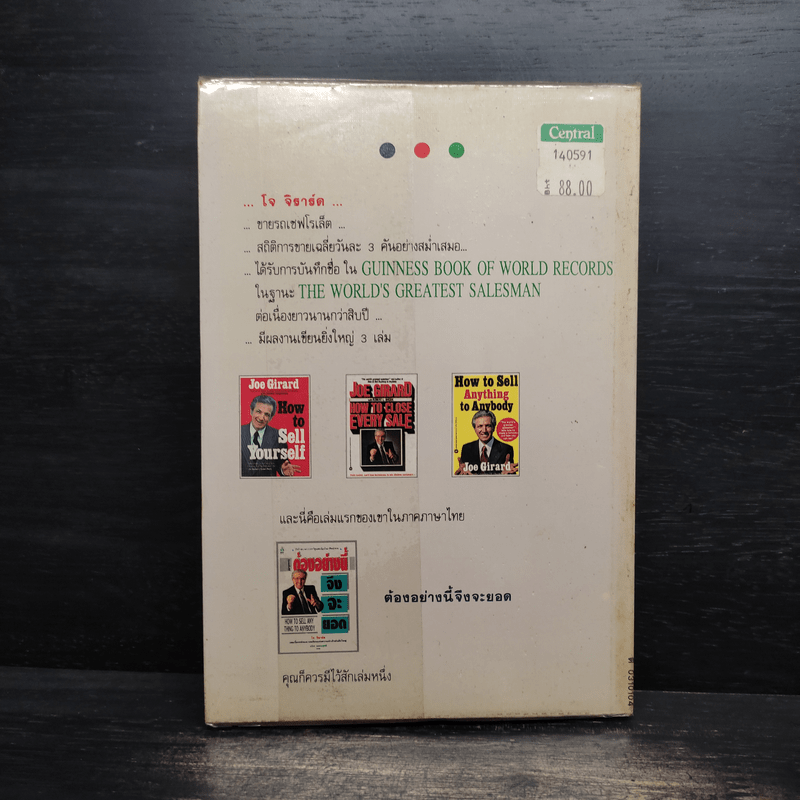 Central
140591
BHT 88.00
... โจ จิราร์ด ...
... ขายรถเชฟโรเล็ต ...
... สถิติการขายเฉลี่ยวันละ 3 คันอย่างสม่ำเสมอ...
... ได้รับการบันทึกชื่อ ใน GUINNESS BOOK OF WORLD RECORDS
ในฐานะ THE WORLD'S GREATEST SALESMAN
ต่อเนื่องยาวนานกว่าสิบปี ...
... มีผลงานเขียนยิ่งใหญ่ 3 เล่ม
Joe Girard
How
to
Sell
Yourself
JOE GIRARD
HOW TO CLOSE
EVERY SALE
How to Sell
Anything
to Anybody
Joe Girard
และนี่คือเล่มแรกของเขาในภาคภาษาไทย
ต้องอย่างนี้
จึง
จะ
ยอด
HOW TO SELL ANY
THING TO ANYBODY
ต้องอย่างนี้จึงจะยอด
คุณก็ควรมีไว้สักเล่มหนึ่ง